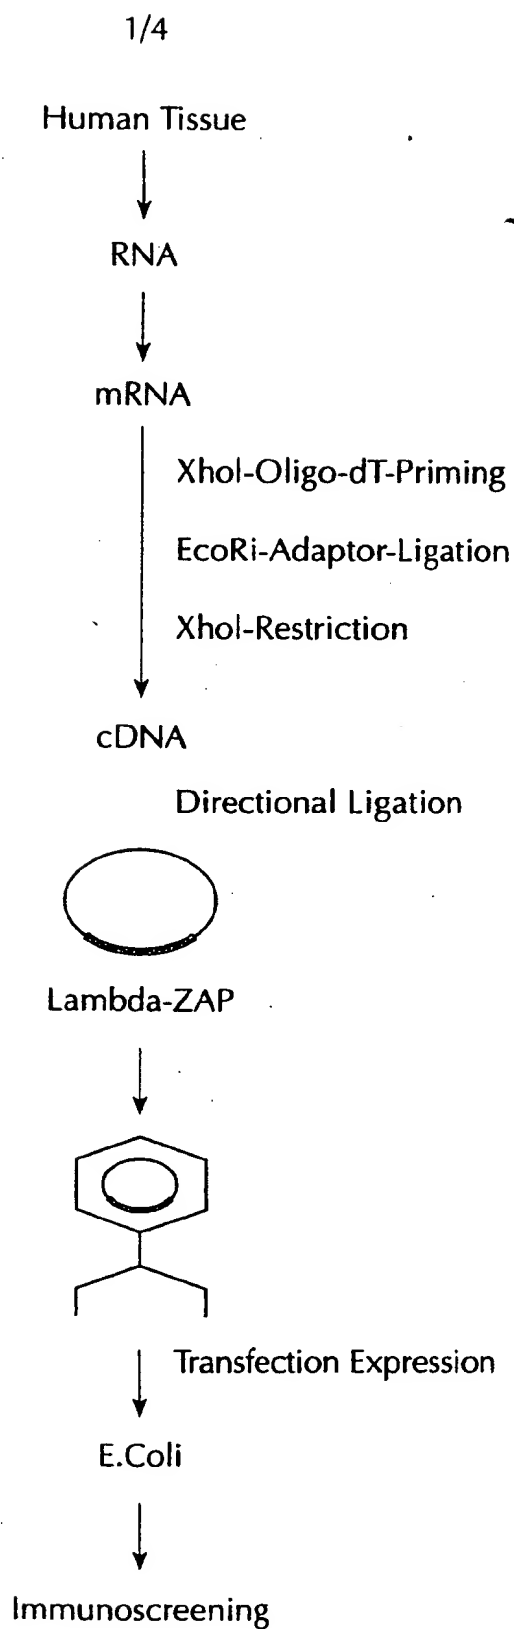 1/4
Human Tissue
RNA
mRNA
XhoI-Oligo-dT-Priming
EcoRi-Adaptor-Ligation
XhoI-Restriction
cDNA
Directional Ligation
Lambda-ZAP
Transfection Expression
E.Coli
Immunoscreening